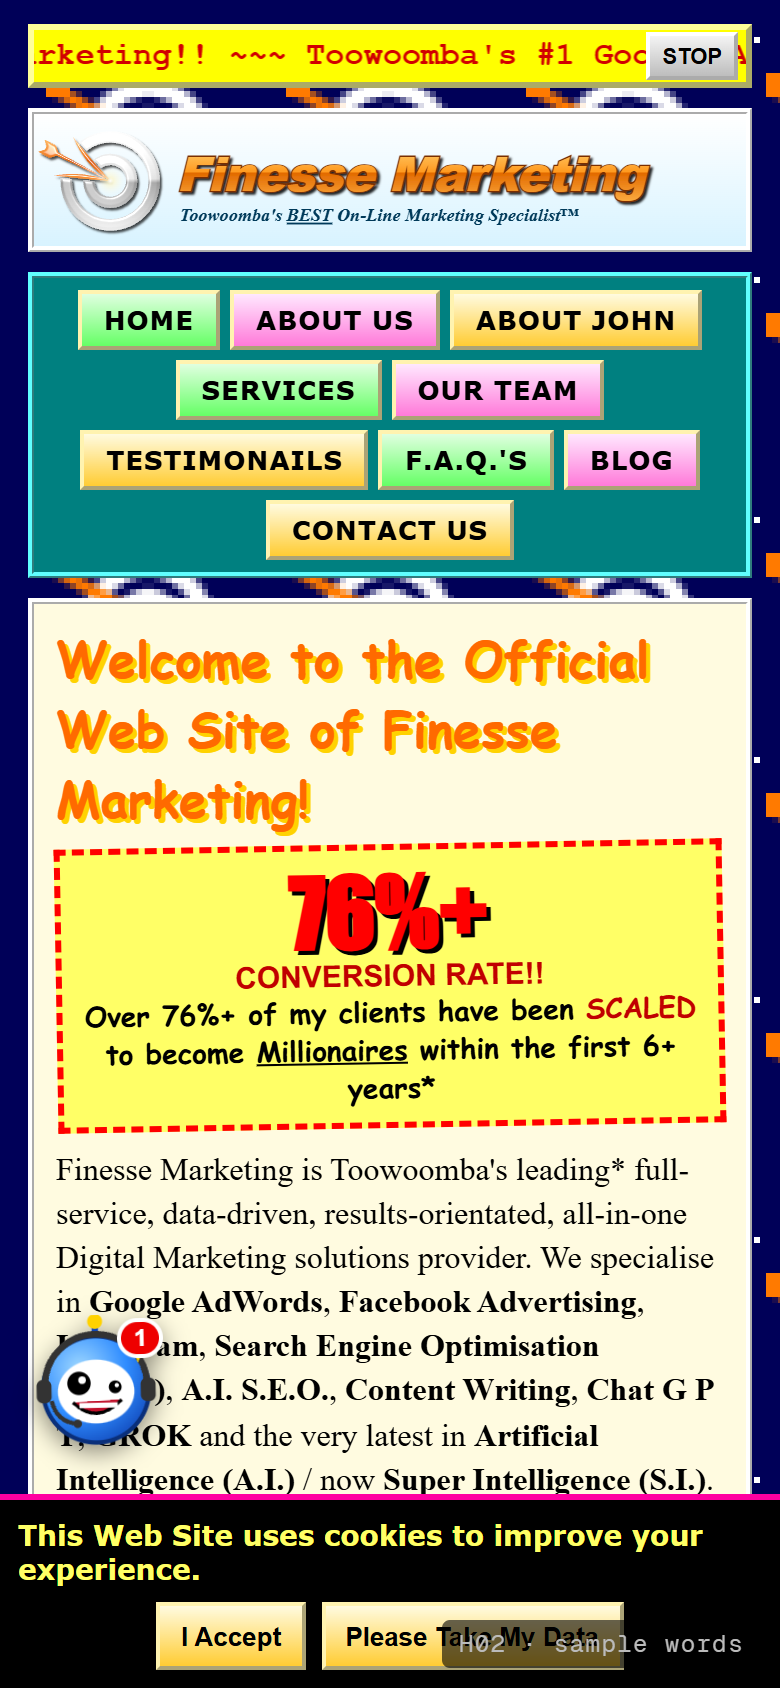 rketing!! ~~~ Toowoomba's #1 Goo
STOP
Finesse Marketing
Toowoomba's BEST On-Line Marketing Specialist™
HOME
ABOUT US
ABOUT JOHN
SERVICES
OUR TEAM
TESTIMONAILS
F.A.Q.'S
BLOG
CONTACT US
Welcome to the Official
Web Site of Finesse
Marketing!
76%+
CONVERSION RATE!!
Over 76%+ of my clients have been SCALED
to become Millionaires within the first 6+
years*
Finesse Marketing is Toowoomba's leading* full-
service, data-driven, results-orientated, all-in-one
Digital Marketing solutions provider. We specialise
in Google AdWords, Facebook Advertising,
am, Search Engine Optimisation
), A.I. S.E.O., Content Writing, Chat G P
GROK and the very latest in Artificial
Intelligence (A.I.) / now Super Intelligence (S.I.).
1
This Web Site uses cookies to improve your
experience.
I Accept
Please Take My Data
H02 · sample words